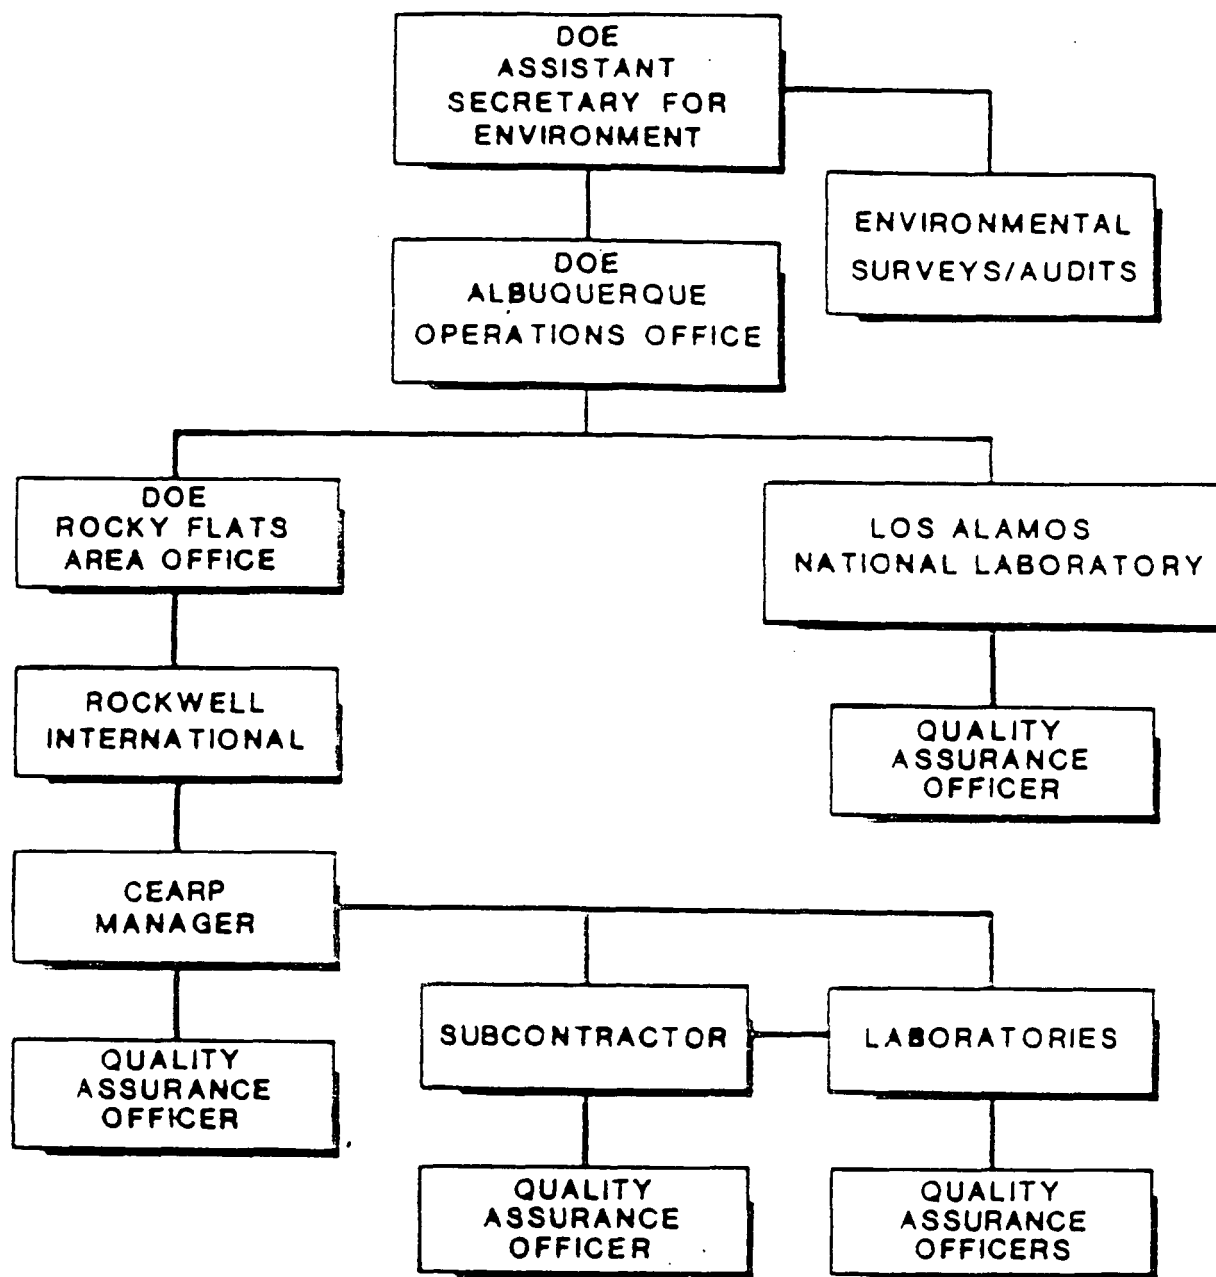 DOE
ASSISTANT
SECRETARY FOR
ENVIRONMENT
ENVIRONMENTAL
SURVEYS/AUDITS
DOE
ALBUQUERQUE
OPERATIONS OFFICE
DOE
ROCKY FLATS
AREA OFFICE
LOS ALAMOS
NATIONAL LABORATORY
ROCKWELL
INTERNATIONAL
QUALITY
ASSURANCE
OFFICER
CEARP
MANAGER
SUBCONTRACTOR
LABORATORIES
QUALITY
ASSURANCE
OFFICER
QUALITY
ASSURANCE
OFFICER
QUALITY
ASSURANCE
OFFICERS